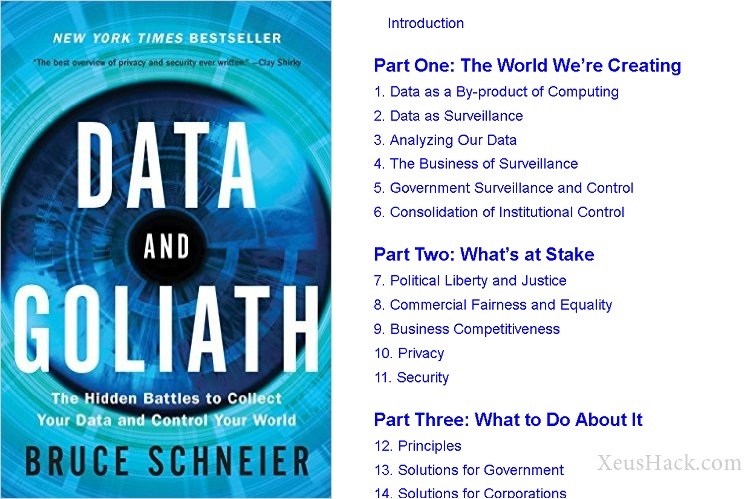 NEW YORK TIMES BESTSELLER
"The best overview of privacy and security ever written." —Clay Shirky
DATA
AND
GOLIATH
The Hidden Battles to Collect
Your Data and Control Your World
BRUCE SCHNEIER
Introduction
Part One: The World We're Creating
1. Data as a By-product of Computing
2. Data as Surveillance
3. Analyzing Our Data
4. The Business of Surveillance
5. Government Surveillance and Control
6. Consolidation of Institutional Control
Part Two: What's at Stake
7. Political Liberty and Justice
8. Commercial Fairness and Equality
9. Business Competitiveness
10. Privacy
11. Security
Part Three: What to Do About It
12. Principles
13. Solutions for Government
14. Solutions for Corporations
XeusHack.com